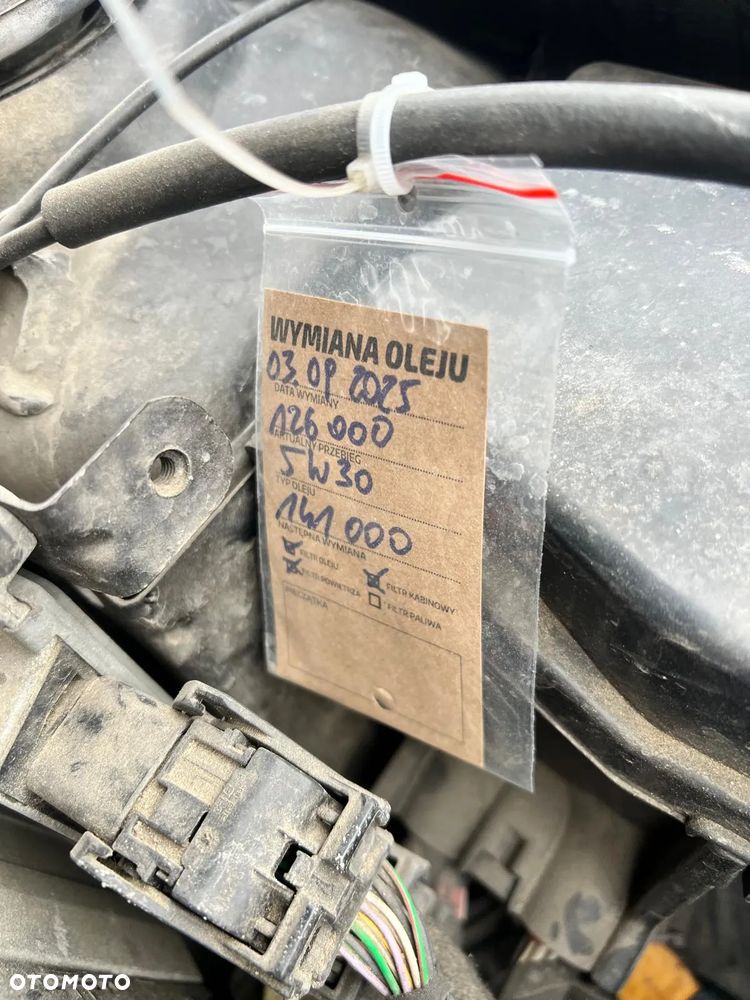 WYMIANA OLEJU
03.09 2025
DATA WYMIANY
126 000
AKTUALNY PRZEBIEG
5W30
TYP OLEJU
141 000
NASTĘPNA WYMIANA
FILTR OLEJU
FILTR POWIETRZA FILTR KABINOWY
PIECZĄTKA FILTR PALIWA
OTOMOTO